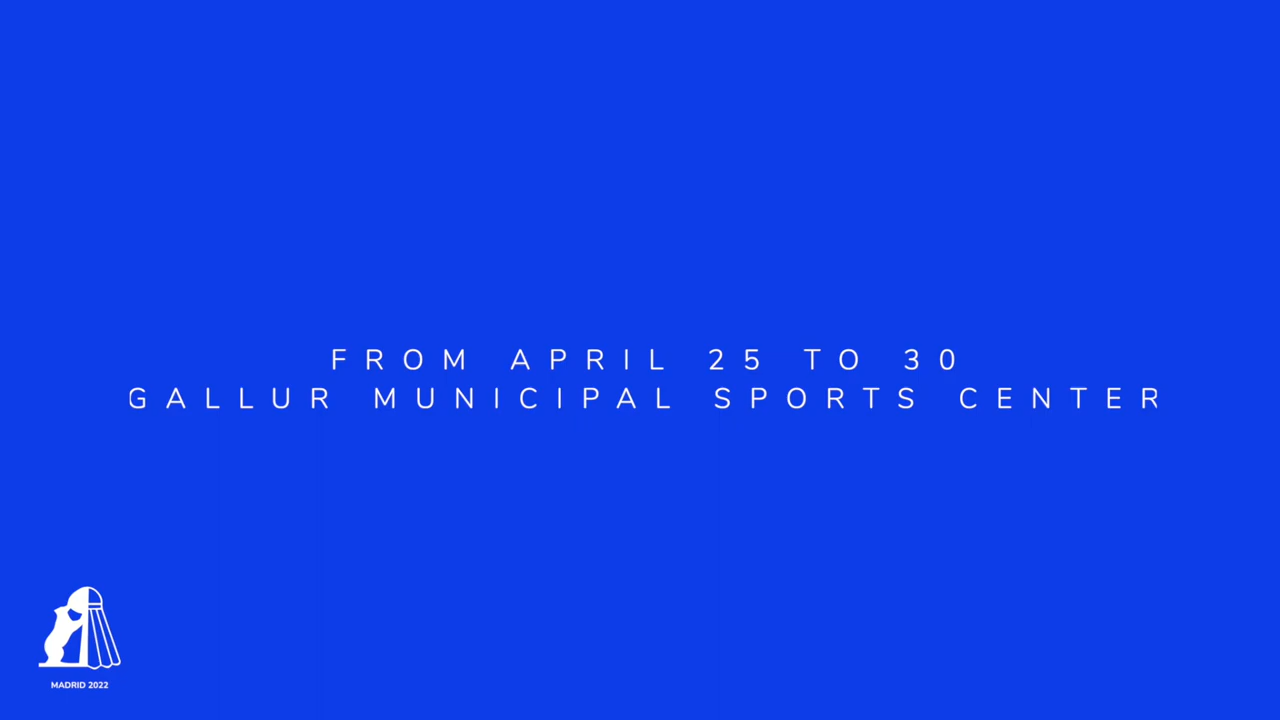 FROM APRIL 25 TO 30
GALLUR MUNICIPAL SPORTS CENTER
MADRID 2022